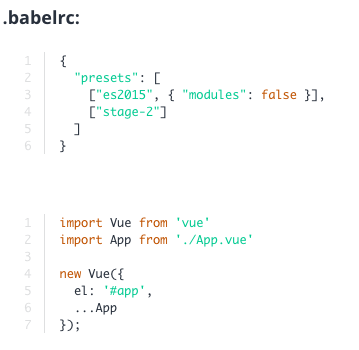 .babelrc:
1 {
2   "presets": [
3     ["es2015", { "modules": false }],
4     ["stage-2"]
5   ]
6 }
1 import Vue from 'vue'
2 import App from './App.vue'
3
4 new Vue({
5   el: '#app',
6   ...App
7 });